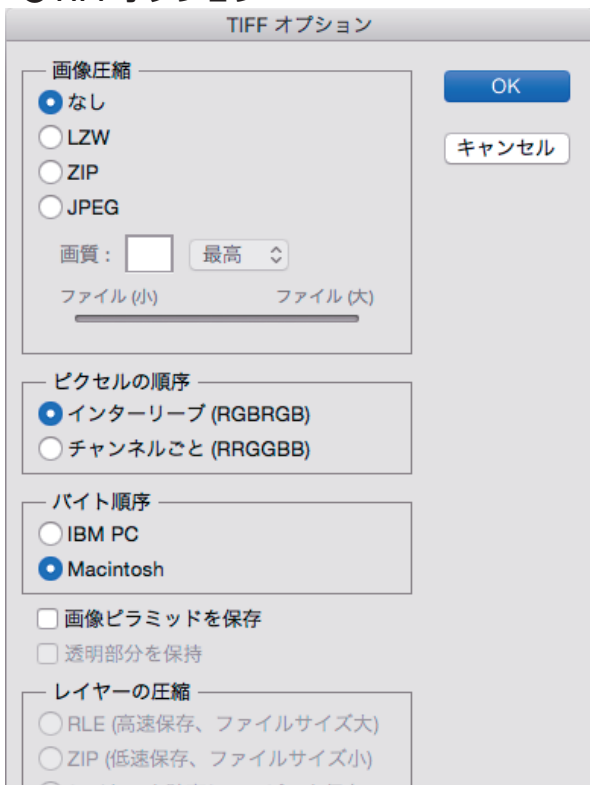 TIFF オプション
画像圧縮
なし
LZW
ZIP
JPEG
画質：
最高
ファイル (小)
ファイル (大)
OK
キャンセル
ピクセルの順序
インターリーブ (RGBRGB)
チャンネルごと (RRGGBB)
バイト順序
IBM PC
Macintosh
画像ピラミッドを保存
透明部分を保持
レイヤーの圧縮
RLE (高速保存、ファイルサイズ大)
ZIP (低速保存、ファイルサイズ小)